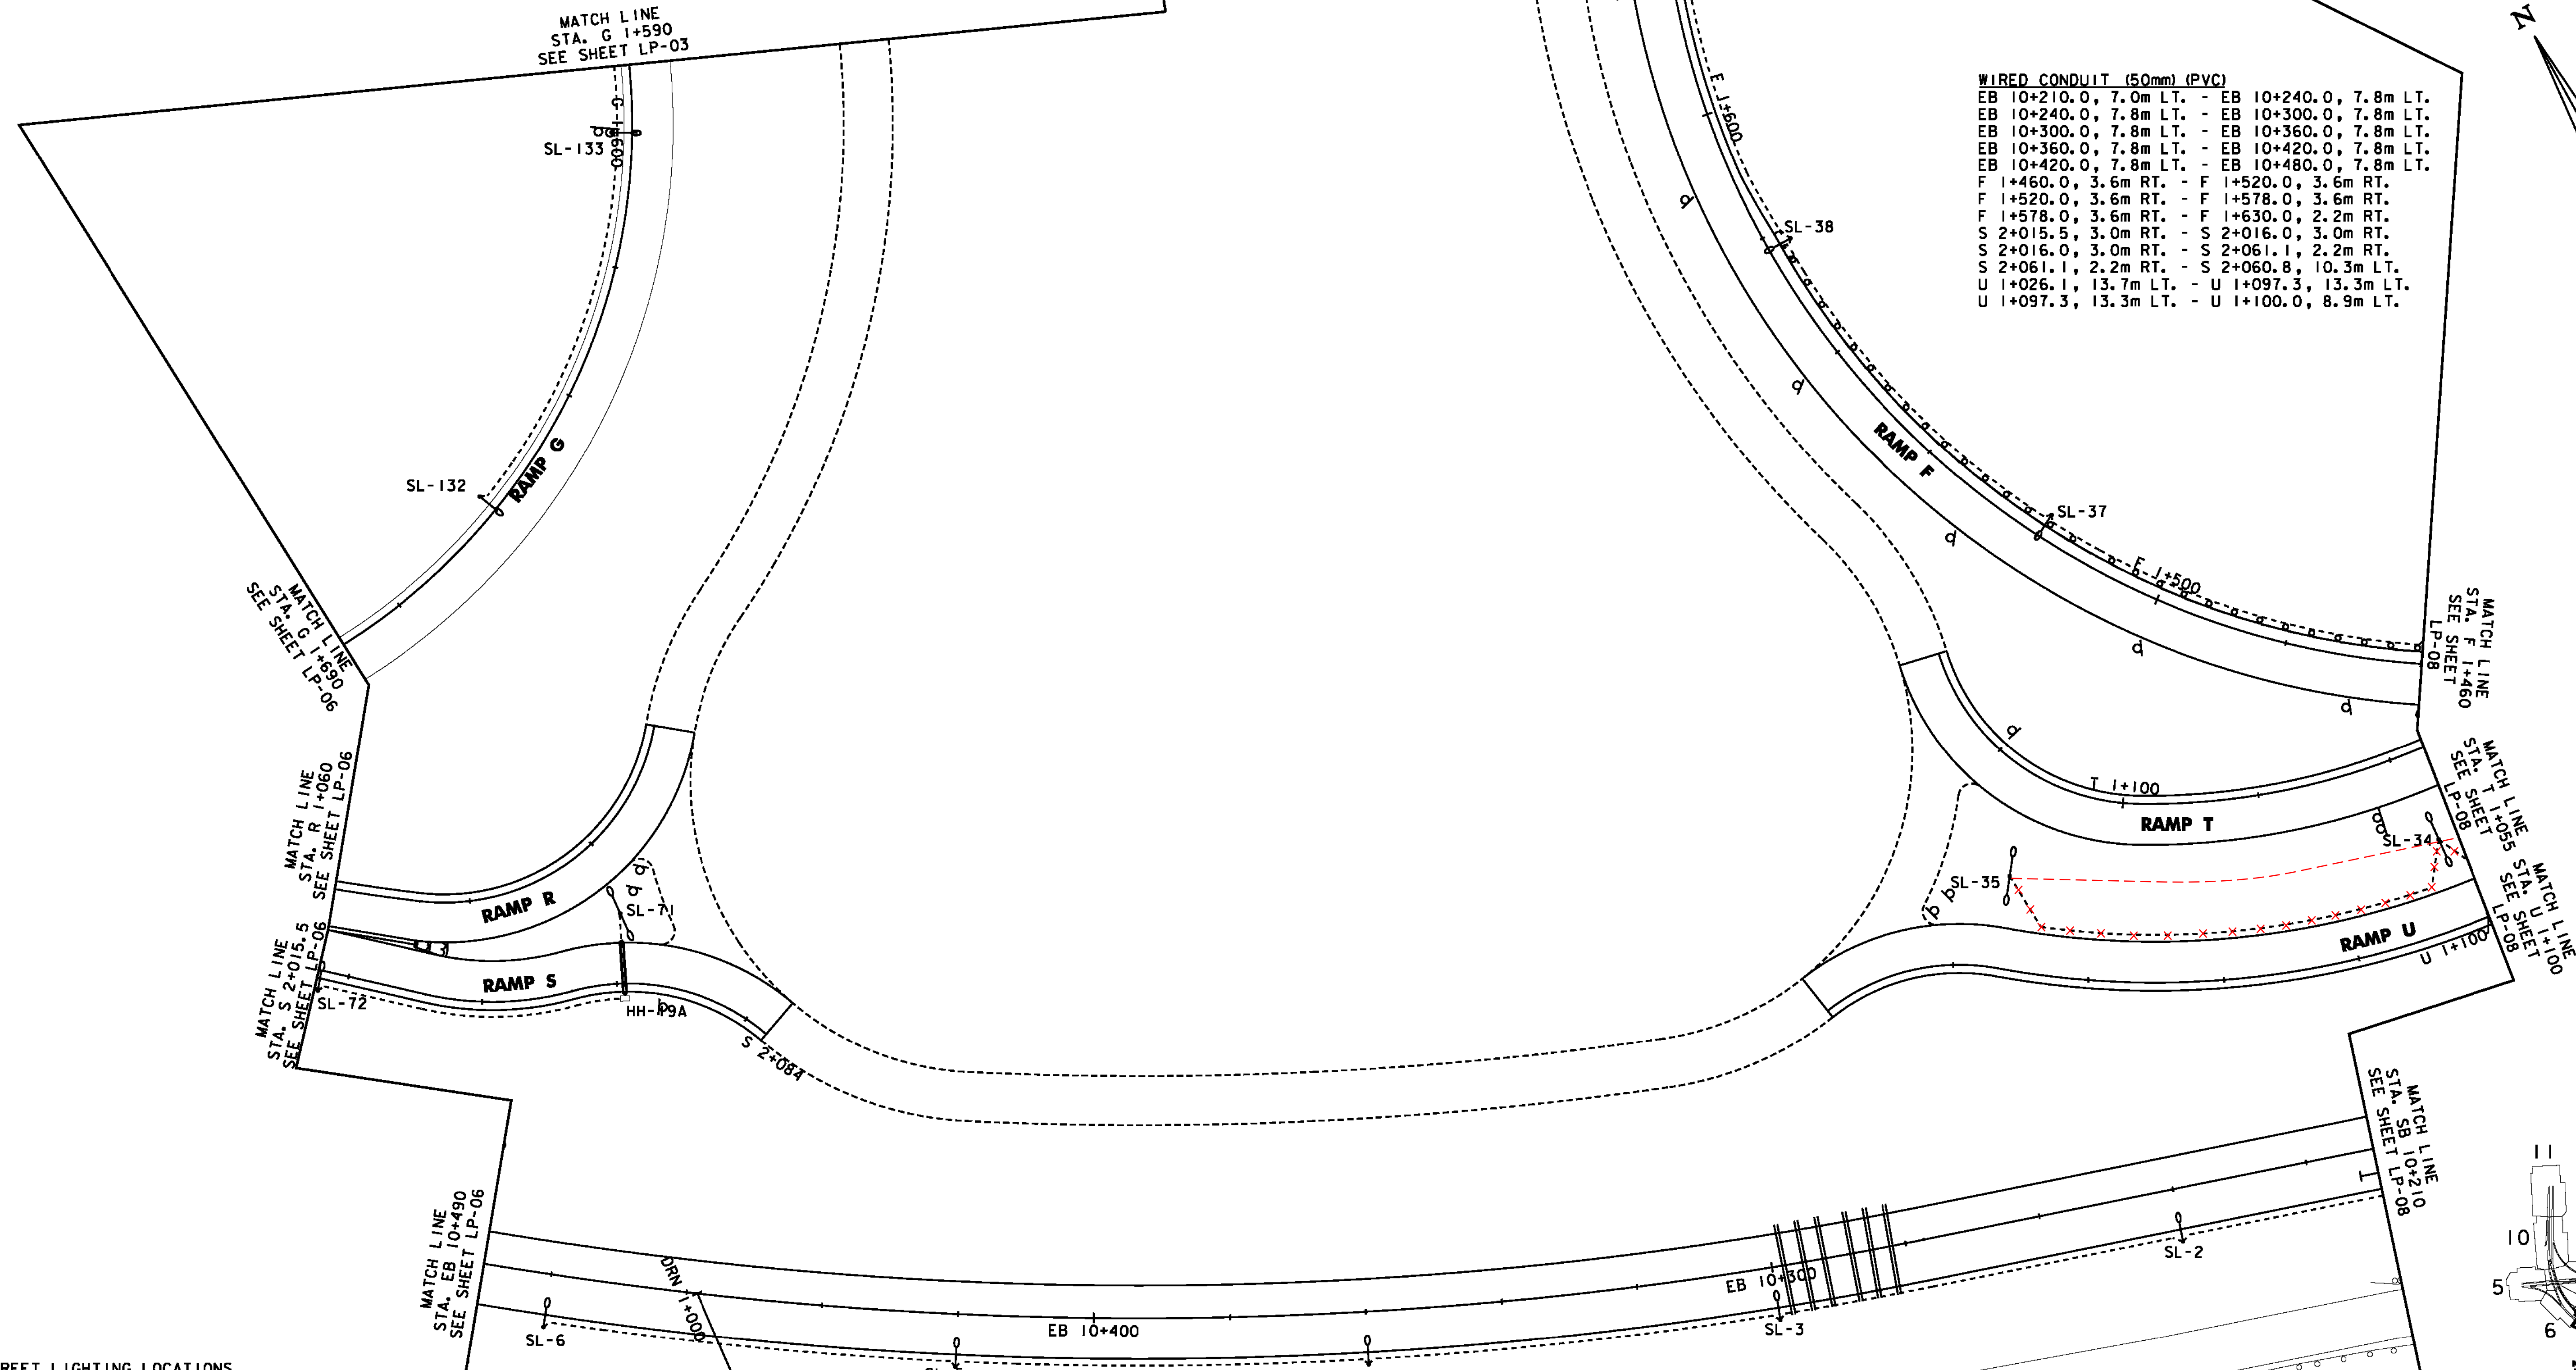 MATCH LINE
STA. G 1+590
SEE SHEET LP-03
N
WIRED CONDUIT (50mm) (PVC)
EB 10+210.0, 7.0m LT. - EB 10+240.0, 7.8m LT.
EB 10+240.0, 7.8m LT. - EB 10+300.0, 7.8m LT.
EB 10+300.0, 7.8m LT. - EB 10+360.0, 7.8m LT.
EB 10+360.0, 7.8m LT. - EB 10+420.0, 7.8m LT.
EB 10+420.0, 7.8m LT. - EB 10+480.0, 7.8m LT.
F 1+460.0, 3.6m RT. - F 1+520.0, 3.6m RT.
F 1+520.0, 3.6m RT. - F 1+578.0, 3.6m RT.
F 1+578.0, 3.6m RT. - F 1+630.0, 2.2m RT.
S 2+015.5, 3.0m RT. - S 2+016.0, 3.0m RT.
S 2+016.0, 3.0m RT. - S 2+061.1, 2.2m RT.
S 2+061.1, 2.2m RT. - S 2+060.8, 10.3m LT.
U 1+026.1, 13.7m LT. - U 1+097.3, 13.3m LT.
U 1+097.3, 13.3m LT. - U 1+100.0, 8.9m LT.
G 1+600
SL-133
F 1+600
SL-38
RAMP G
SL-132
RAMP F
SL-37
F 1+500
MATCH LINE
STA. G 1+690
SEE SHEET LP-06
MATCH LINE
STA. F 1+460
SEE SHEET
LP-08
MATCH LINE
STA. R 1+060
SEE SHEET LP-06
T 1+100
RAMP T
MATCH LINE
STA. T 1+055
SEE SHEET
LP-08
SL-34
SL-35
RAMP R
SL-71
MATCH LINE
STA. U 1+100
SEE SHEET
LP-08
RAMP U
U 1+100
MATCH LINE
STA. S 2+015.5
SEE SHEET LP-06
RAMP S
SL-72
HH-19A
S 2+084
MATCH LINE
STA. SB 10+210
SEE SHEET LP-08
MATCH LINE
STA. EB 10+490
SEE SHEET LP-06
DRN 1+000
SL-6
EB 10+400
EB 10+300
SL-3
SL-2
11
10
5
6
REET LIGHTING LOCATIONS